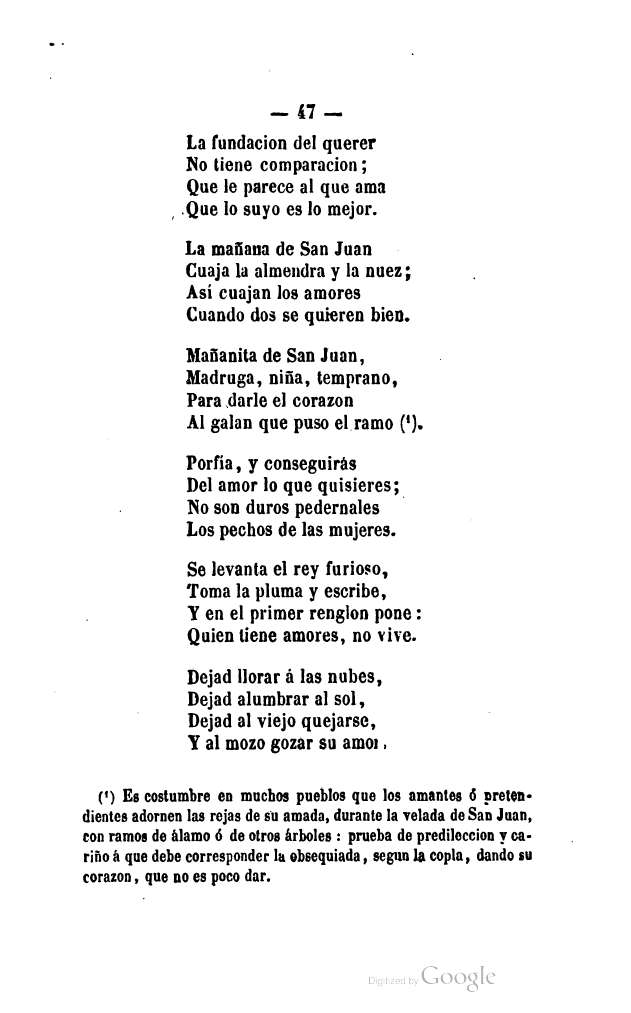 — 47 —
La fundacion del querer
No tiene comparacion;
Que le parece al que ama
Que lo suyo es lo mejor.
La mañana de San Juan
Cuaja la almendra y la nuez;
Así cuajan los amores
Cuando dos se quieren bien.
Mañanita de San Juan,
Madruga, niña, temprano,
Para darle el corazon
Al galan que puso el ramo (¹).
Porfía, y conseguirás
Del amor lo que quisieres;
No son duros pedernales
Los pechos de las mujeres.
Se levanta el rey furioso,
Toma la pluma y escribe,
Y en el primer renglon pone:
Quien tiene amores, no vive.
Dejad llorar á las nubes,
Dejad alumbrar al sol,
Dejad al viejo quejarse,
Y al mozo gozar su amor.
(¹) Es costumbre en muchos pueblos que los amantes ó preten-
dientes adornen las rejas de su amada, durante la velada de San Juan,
con ramos de álamo ó de otros árboles: prueba de predileccion y ca-
riño á que debe corresponder la obsequiada, segun la copla, dando su
corazon, que no es poco dar.
Digitized by Google